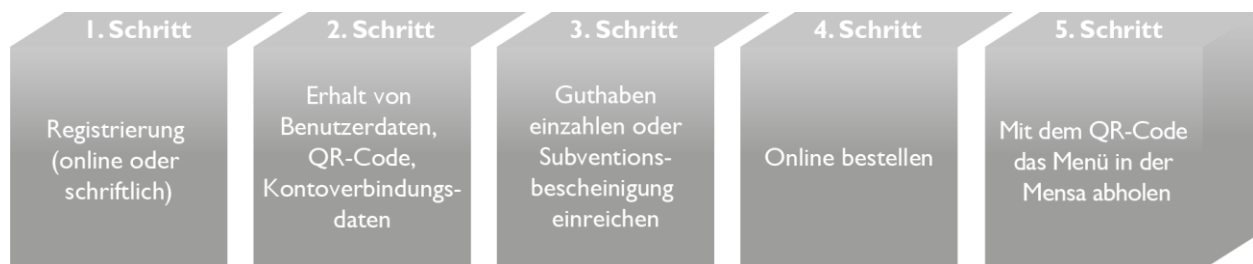 1. Schritt
Registrierung
(online oder
schriftlich)
2. Schritt
Erhalt von
Benutzerdaten,
QR-Code,
Kontoverbindungs-
daten
3. Schritt
Guthaben
einzahlen oder
Subventions-
bescheinigung
einreichen
4. Schritt
Online bestellen
5. Schritt
Mit dem QR-Code
das Menü in der
Mensa abholen